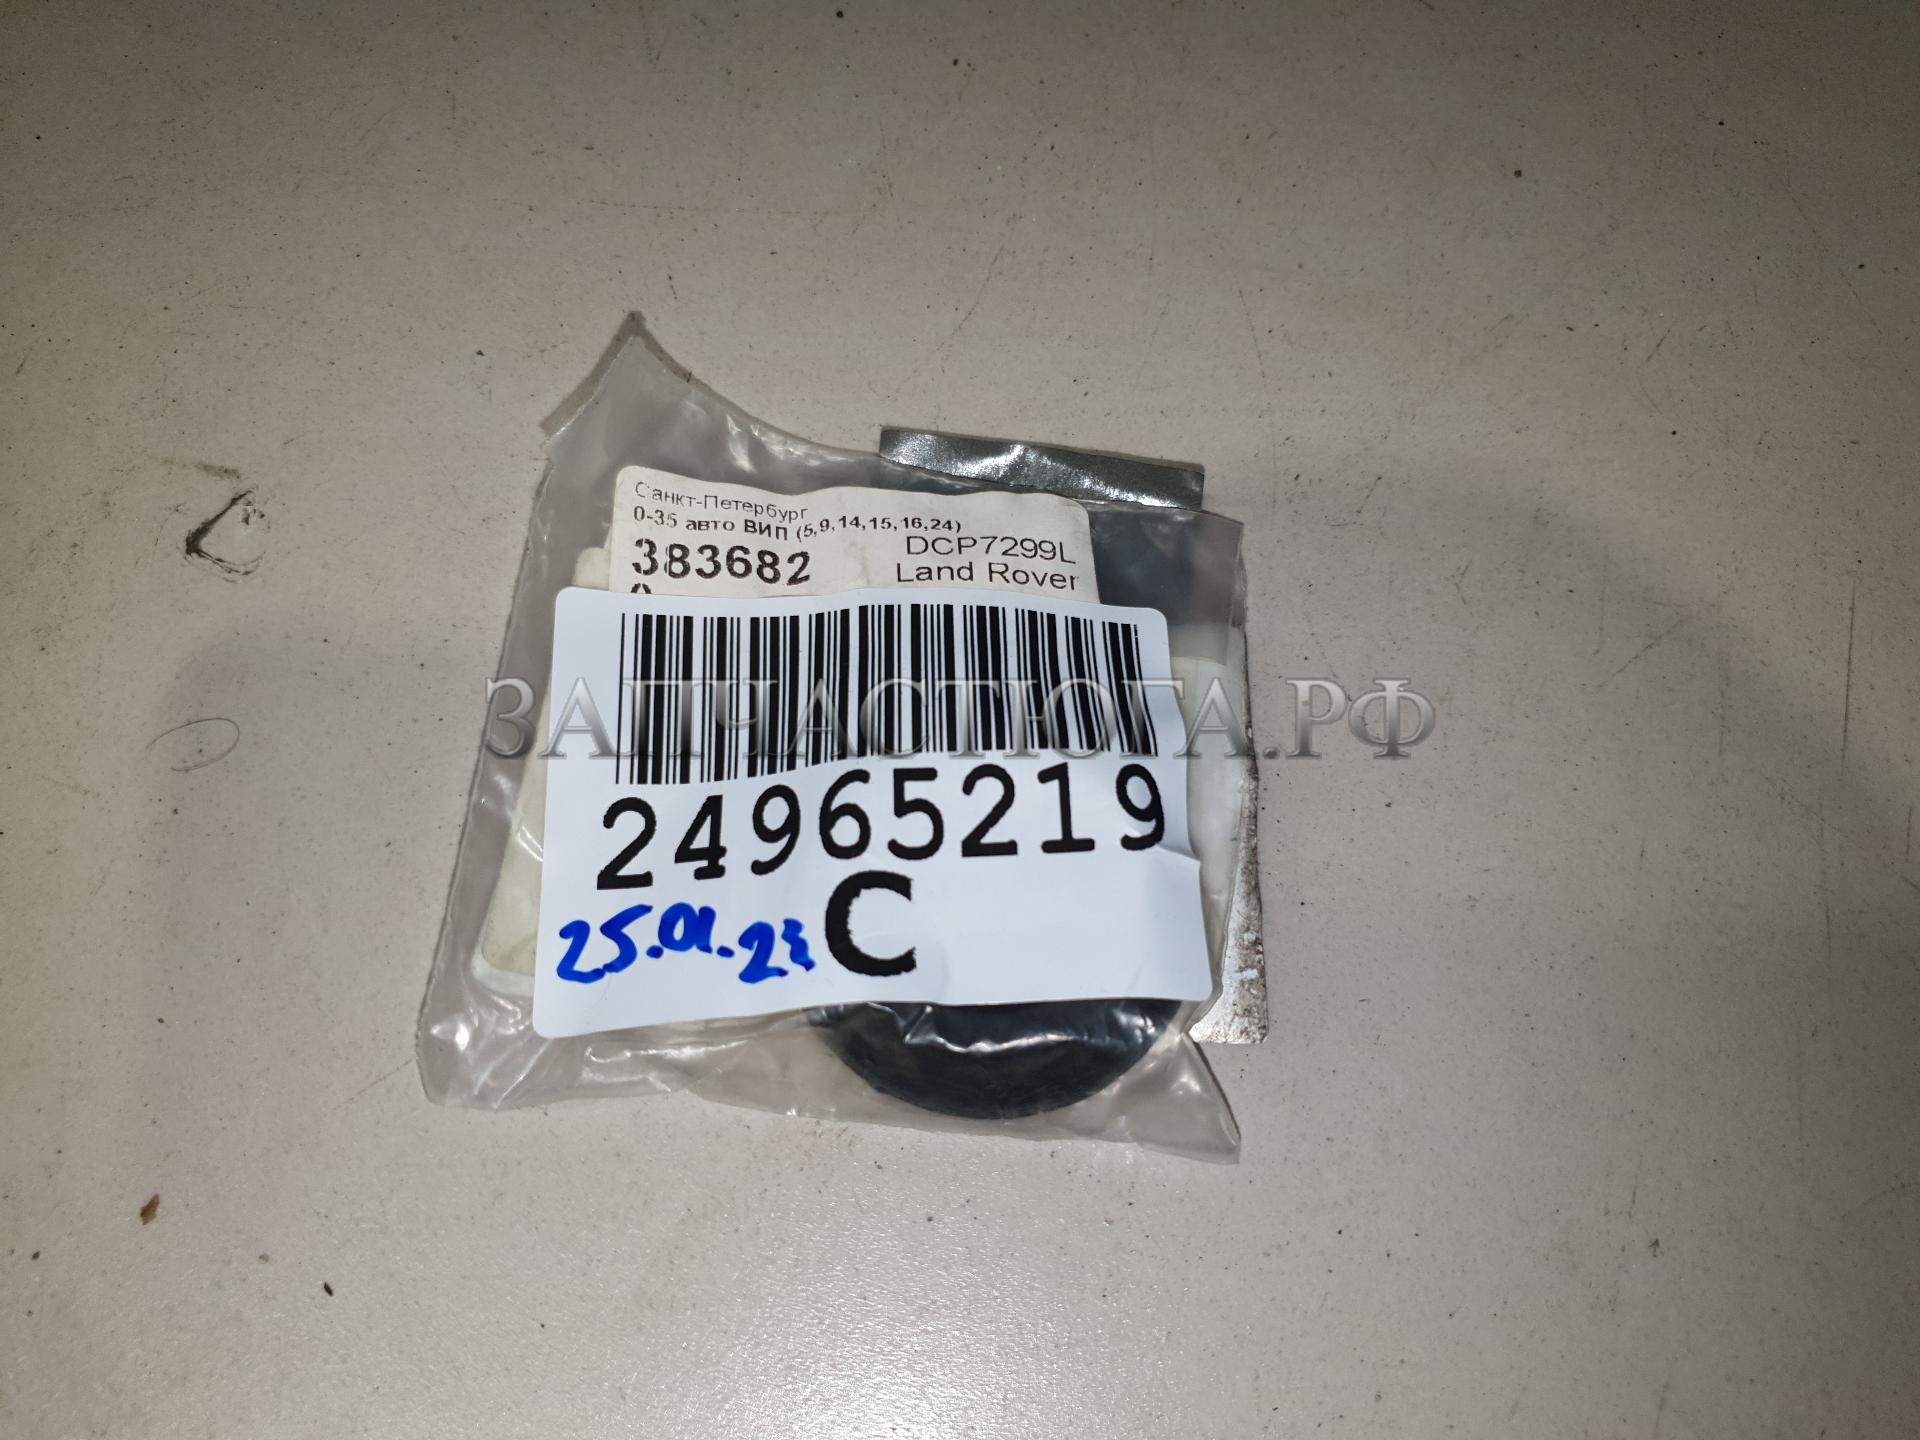 Санкт-Петербург
0-35 авто ВИП (5,9,14,15,16,24)
383682
DCP7299L
Land Rover
ЗАПЧАСТЮГА.РФ
24965219
C
25.01.23